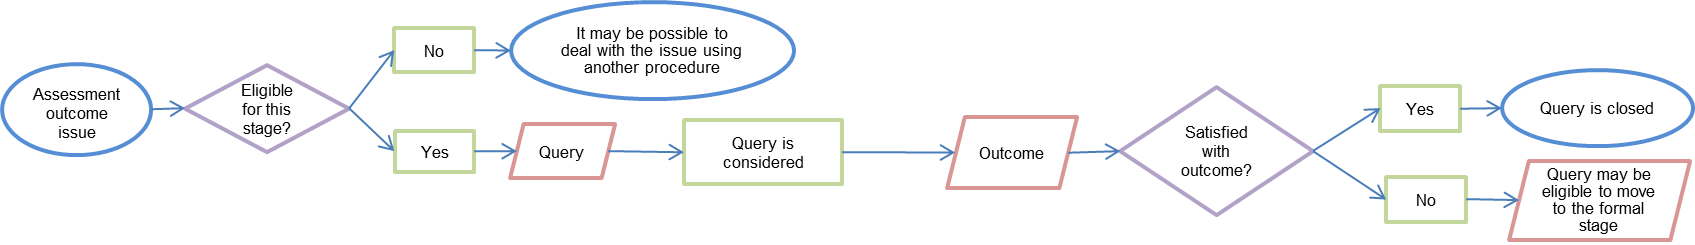 Assessment
outcome
issue
Eligible
for this
stage?
No
It may be possible to
deal with the issue using
another procedure
Yes
Query
Query is
considered
Outcome
Satisfied
with
outcome?
Yes
Query is closed
No
Query may be
eligible to move
to the formal
stage